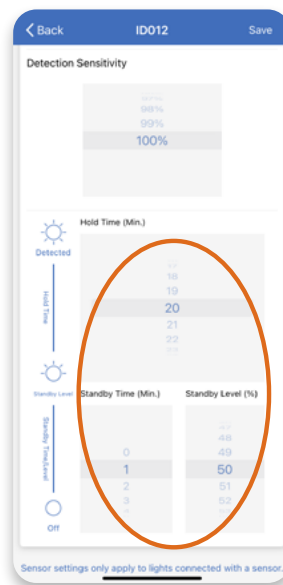 Back ID012 Save
Detection Sensitivity
98%
99%
100%
Hold Time (Min.)
Detected
Hold Time
18
19
20
21
22
Standby Level
Standby Time (Min.) Standby Level (%)
Standby Time/Level
48
0 49
1 50
2 51
3 52
Off
Sensor settings only apply to lights connected with a sensor.